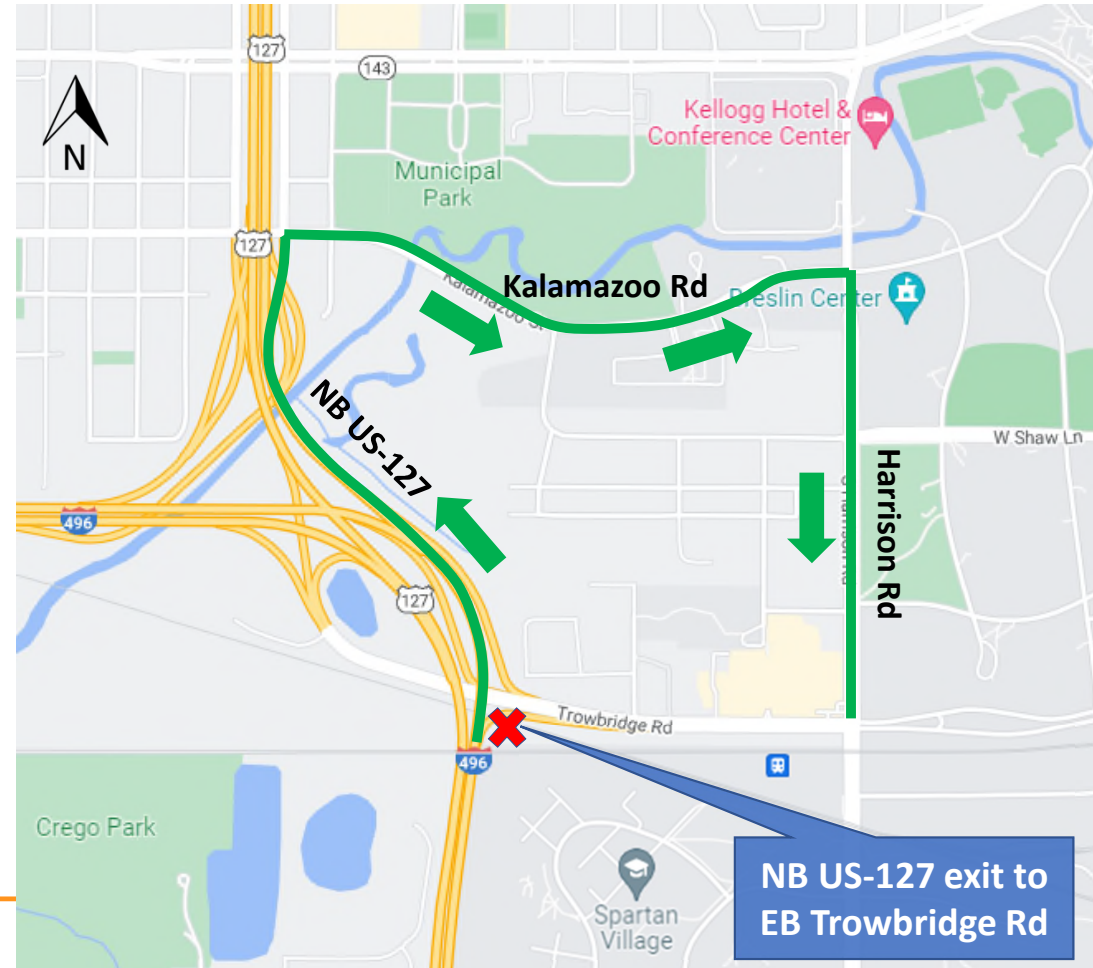 127
143
N
Kellogg Hotel &
Conference Center
Municipal
Park
127
Kalamazoo Rd
Kalamazoo St
Breslin Center
NB US-127
W Shaw Ln
Harrison Rd
S Harrison Rd
496
127
Trowbridge Rd
496
Crego Park
Spartan
Village
NB US-127 exit to
EB Trowbridge Rd